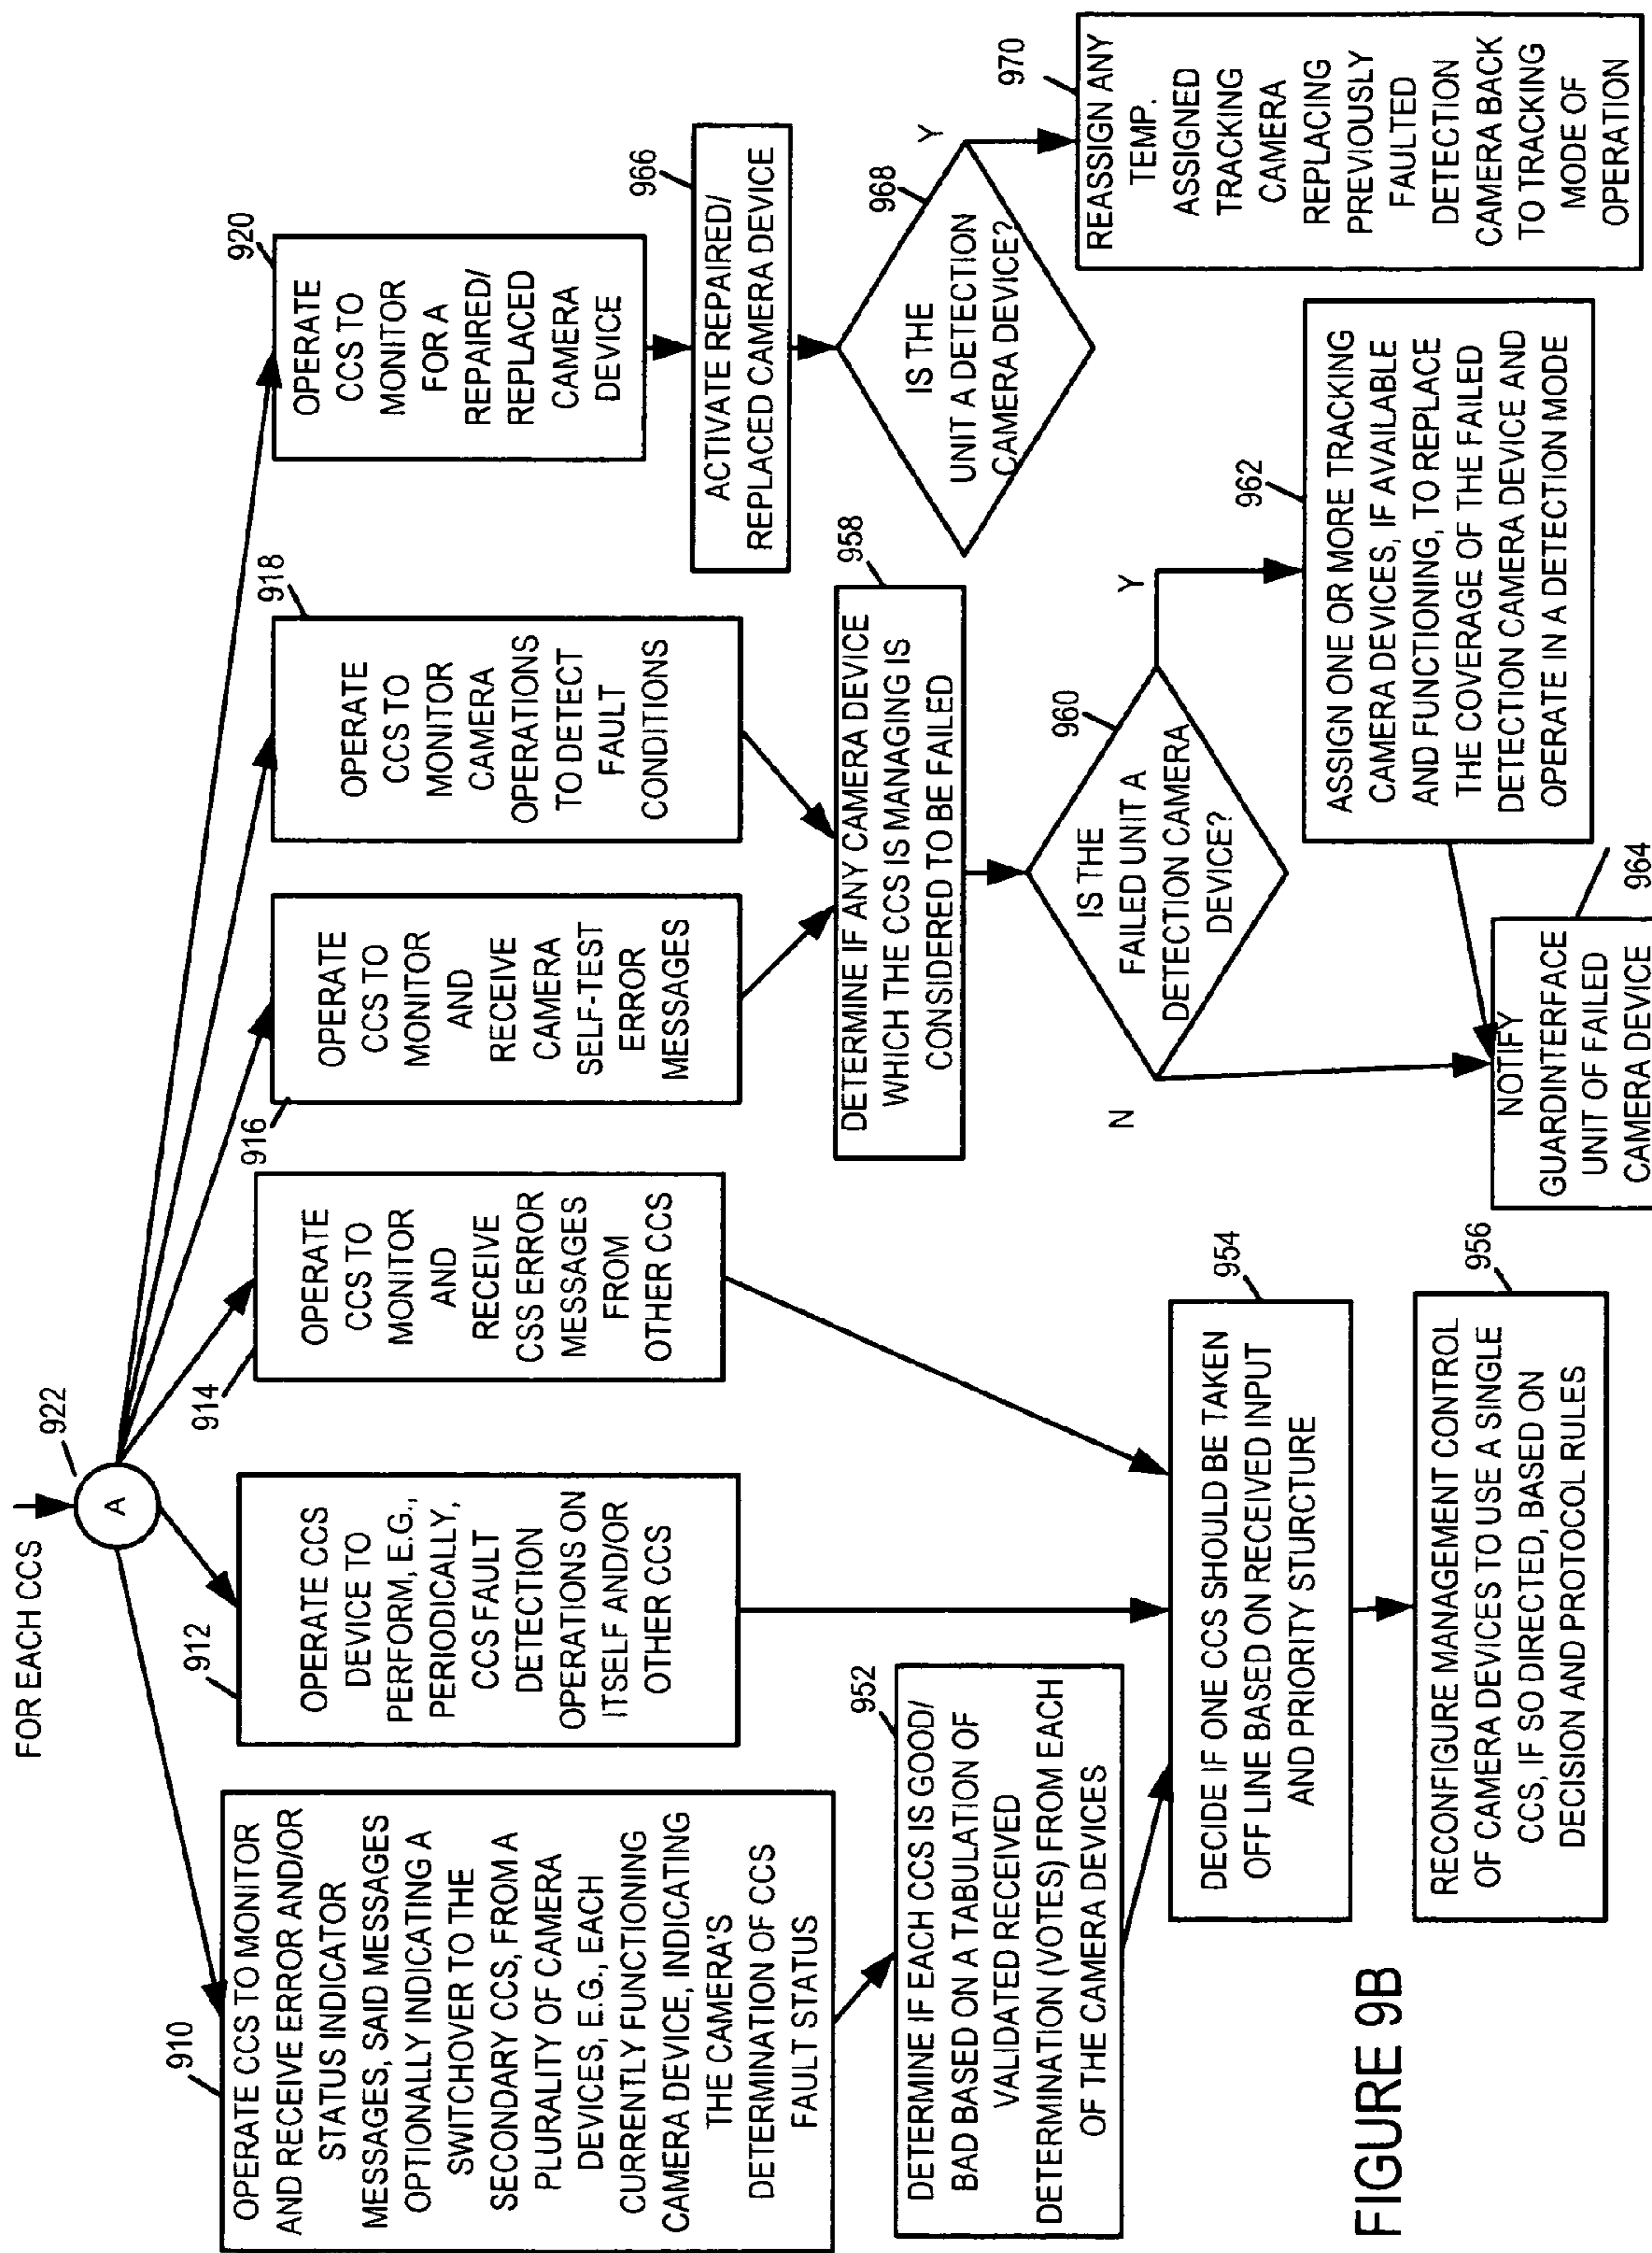 FOR EACH CCS
922
A
910
OPERATE CCS TO MONITOR
AND RECEIVE ERROR AND/OR
STATUS INDICATOR
MESSAGES, SAID MESSAGES
OPTIONALLY INDICATING A
SWITCHOVER TO THE
SECONDARY CCS, FROM A
PLURALITY OF CAMERA
DEVICES, E.G., EACH
CURRENTLY FUNCTIONING
CAMERA DEVICE, INDICATING
THE CAMERA'S
DETERMINATION OF CCS
FAULT STATUS
912
OPERATE CCS
DEVICE TO
PERFORM, E.G.,
PERIODICALLY,
CCS FAULT
DETECTION
OPERATIONS ON
ITSELF AND/OR
OTHER CCS
914
OPERATE
CCS TO
MONITOR
AND
RECEIVE
CSS ERROR
MESSAGES
FROM
OTHER CCS
916
OPERATE
CCS TO
MONITOR
AND
RECEIVE
CAMERA
SELF-TEST
ERROR
MESSAGES
918
OPERATE
CCS TO
MONITOR
CAMERA
OPERATIONS
TO DETECT
FAULT
CONDITIONS
920
OPERATE
CCS TO
MONITOR
FOR A
REPAIRED/
REPLACED
CAMERA
DEVICE
952
DETERMINE IF EACH CCS IS GOOD/
BAD BASED ON A TABULATION OF
VALIDATED RECEIVED
DETERMINATION (VOTES) FROM EACH
OF THE CAMERA DEVICES
954
DECIDE IF ONE CCS SHOULD BE TAKEN
OFF LINE BASED ON RECEIVED INPUT
AND PRIORITY STURCTURE
956
RECONFIGURE MANAGEMENT CONTROL
OF CAMERA DEVICES TO USE A SINGLE
CCS, IF SO DIRECTED, BASED ON
DECISION AND PROTOCOL RULES
958
DETERMINE IF ANY CAMERA DEVICE
WHICH THE CCS IS MANAGING IS
CONSIDERED TO BE FAILED
960
IS THE
FAILED UNIT A
DETECTION CAMERA
DEVICE?
N
Y
962
ASSIGN ONE OR MORE TRACKING
CAMERA DEVICES, IF AVAILABLE
AND FUNCTIONING, TO REPLACE
THE COVERAGE OF THE FAILED
DETECTION CAMERA DEVICE AND
OPERATE IN A DETECTION MODE
964
NOTIFY
GUARDINTERFACE
UNIT OF FAILED
CAMERA DEVICE
966
ACTIVATE REPAIRED/
REPLACED CAMERA DEVICE
968
IS THE
UNIT A DETECTION
CAMERA DEVICE?
Y
970
REASSIGN ANY
TEMP.
ASSIGNED
TRACKING
CAMERA
REPLACING
PREVIOUSLY
FAULTED
DETECTION
CAMERA BACK
TO TRACKING
MODE OF
OPERATION
FIGURE 9B